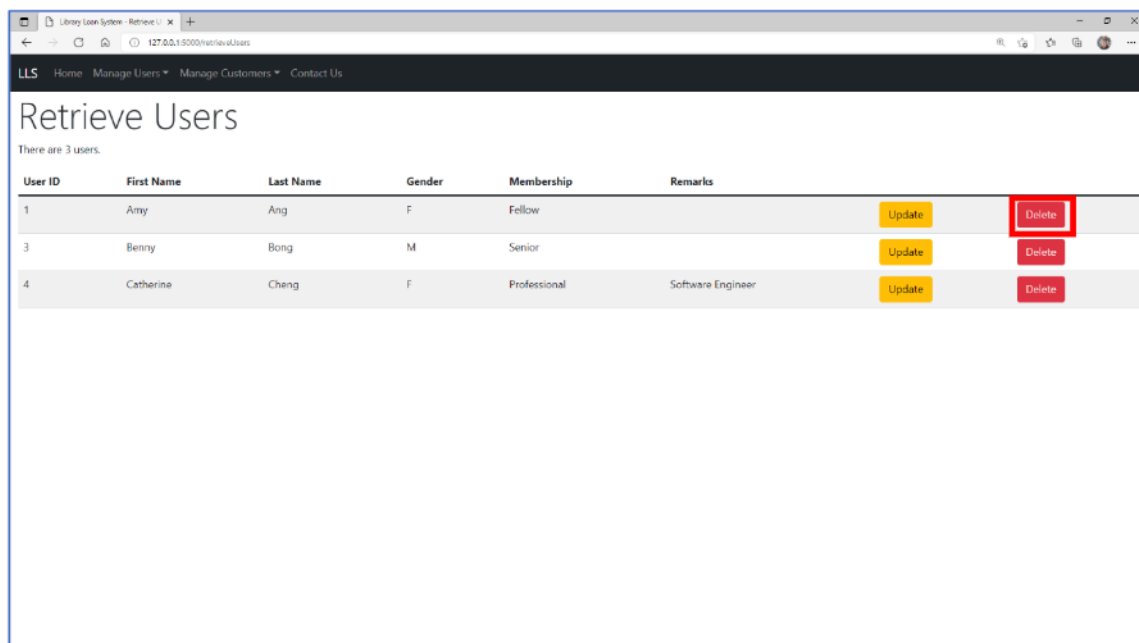 Library Loan System - Retrieve U
127.0.0.1:5000/retrieveUsers
LLS Home Manage Users Manage Customers Contact Us
Retrieve Users
There are 3 users.
User ID First Name Last Name Gender Membership Remarks
1 Amy Ang F Fellow Update Delete
3 Benny Bong M Senior Update Delete
4 Catherine Cheng F Professional Software Engineer Update Delete